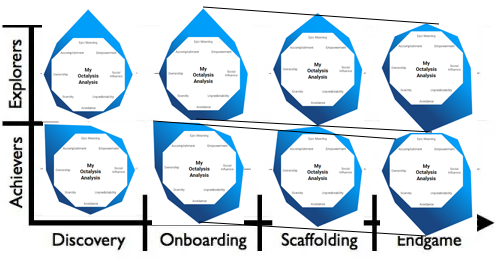 Explorers
Epic Meaning
Accomplishment Empowerment
Ownership My Octalysis Analysis Social Influence
Scarcity Unpredictability
Avoidance
Epic Meaning
Accomplishment Empowerment
Ownership My Octalysis Analysis Social Influence
Scarcity Unpredictability
Avoidance
Epic Meaning
Accomplishment Empowerment
Ownership My Octalysis Analysis Social Influence
Scarcity Unpredictability
Avoidance
Epic Meaning
Accomplishment Empowerment
Ownership My Octalysis Analysis Social Influence
Scarcity Unpredictability
Avoidance
Achievers
Epic Meaning
Accomplishment Empowerment
Ownership My Octalysis Analysis Social Influence
Scarcity Unpredictability
Avoidance
Epic Meaning
Accomplishment Empowerment
Ownership My Octalysis Analysis Social Influence
Scarcity Unpredictability
Avoidance
Epic Meaning
Accomplishment Empowerment
Ownership My Octalysis Analysis Social Influence
Scarcity Unpredictability
Avoidance
Epic Meaning
Accomplishment Empowerment
Ownership My Octalysis Analysis Social Influence
Scarcity Unpredictability
Avoidance
Discovery Onboarding Scaffolding Endgame